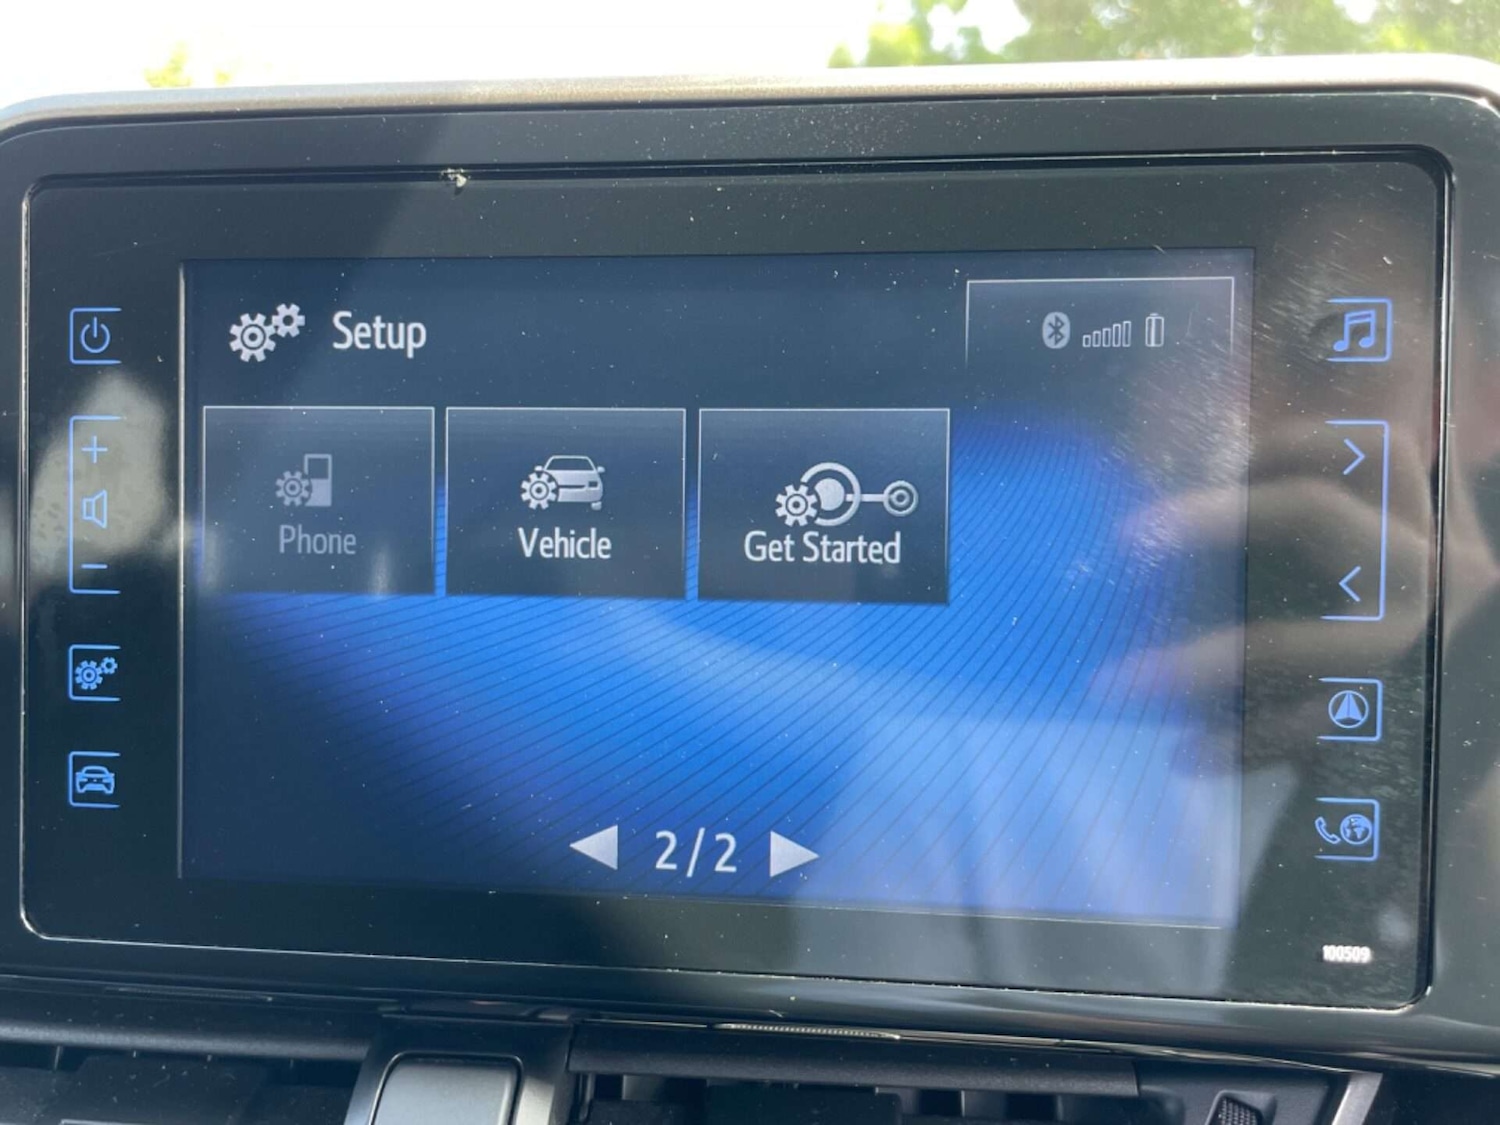 Setup
Phone
Vehicle
Get Started
2/2
100509